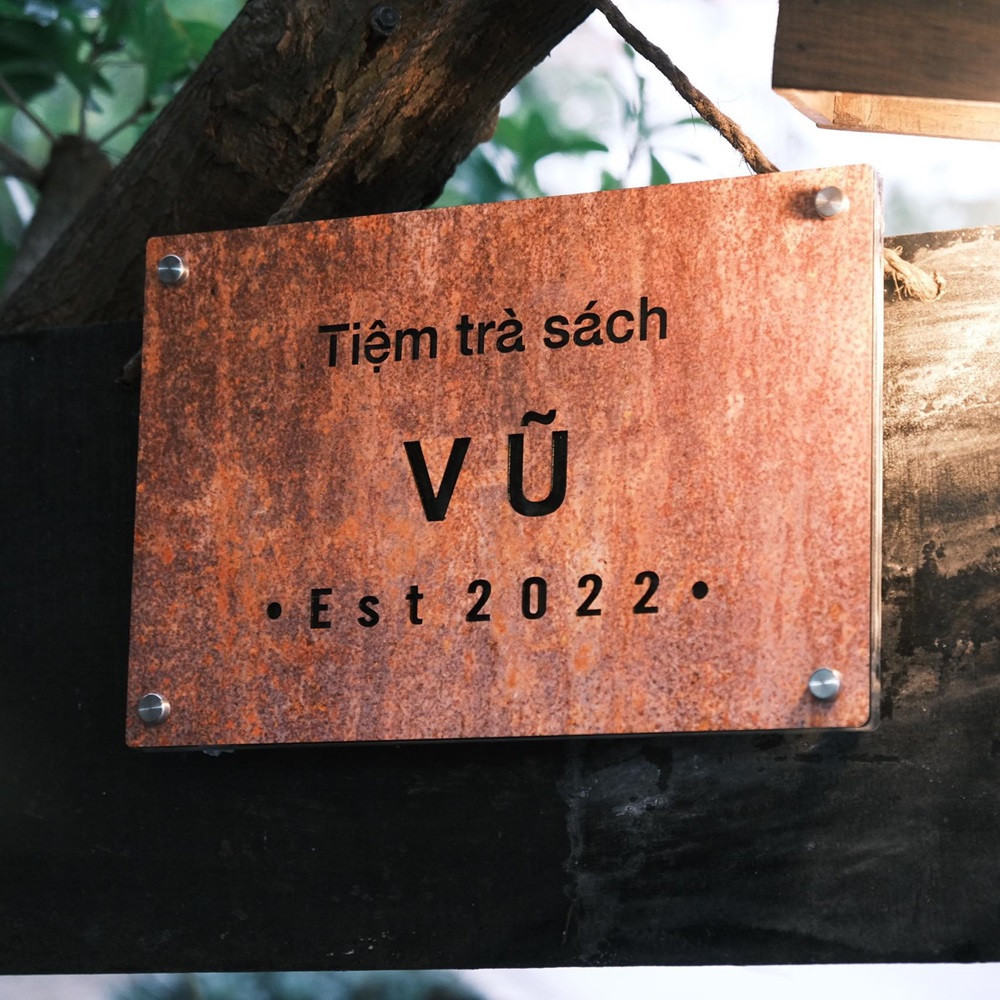 Tiệm trà sách
VŨ
• Est 2022 •